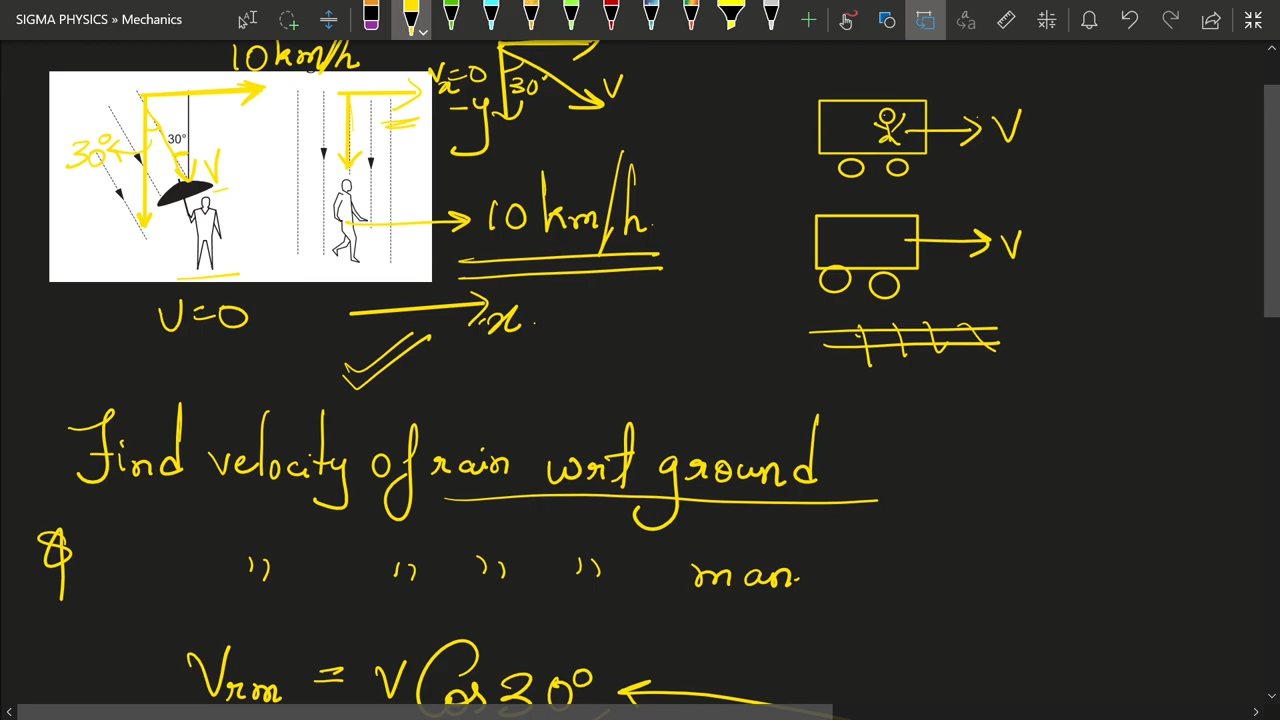 SIGMA PHYSICS » Mechanics
10 km/h
Vx=0
30°
V
-y
30°
30°
V
10 km/h.
V
V
V=0
x.
Find velocity of rain wrt ground
& " " " " man.
Vrm = V Cos 30°